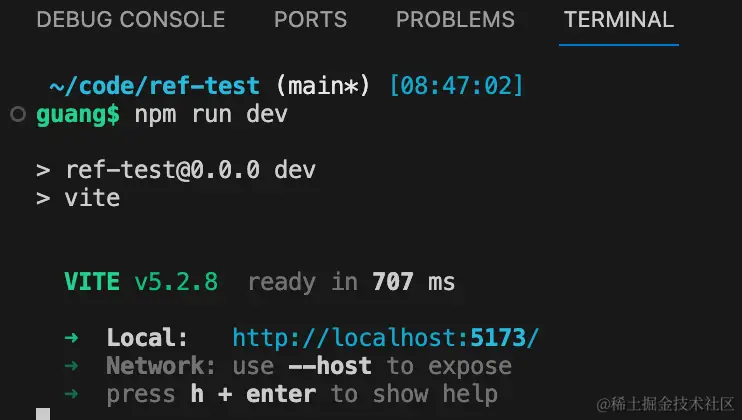 DEBUG CONSOLE PORTS PROBLEMS TERMINAL
~/code/ref-test (main*) [08:47:02]
guang$ npm run dev
> ref-test@0.0.0 dev
> vite
VITE v5.2.8 ready in 707 ms
➜ Local: http://localhost:5173/
➜ Network: use --host to expose
➜ press h + enter to show help
@稀土掘金技术社区